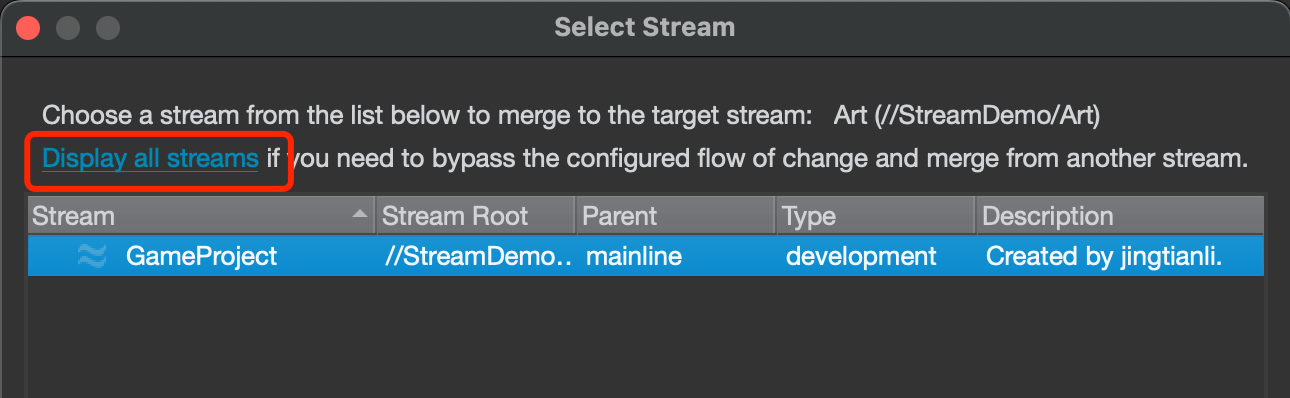 Select Stream
Choose a stream from the list below to merge to the target stream: Art (//StreamDemo/Art)
Display all streams if you need to bypass the configured flow of change and merge from another stream.
Stream Stream Root Parent Type Description
GameProject //StreamDemo.. mainline development Created by jingtianli.